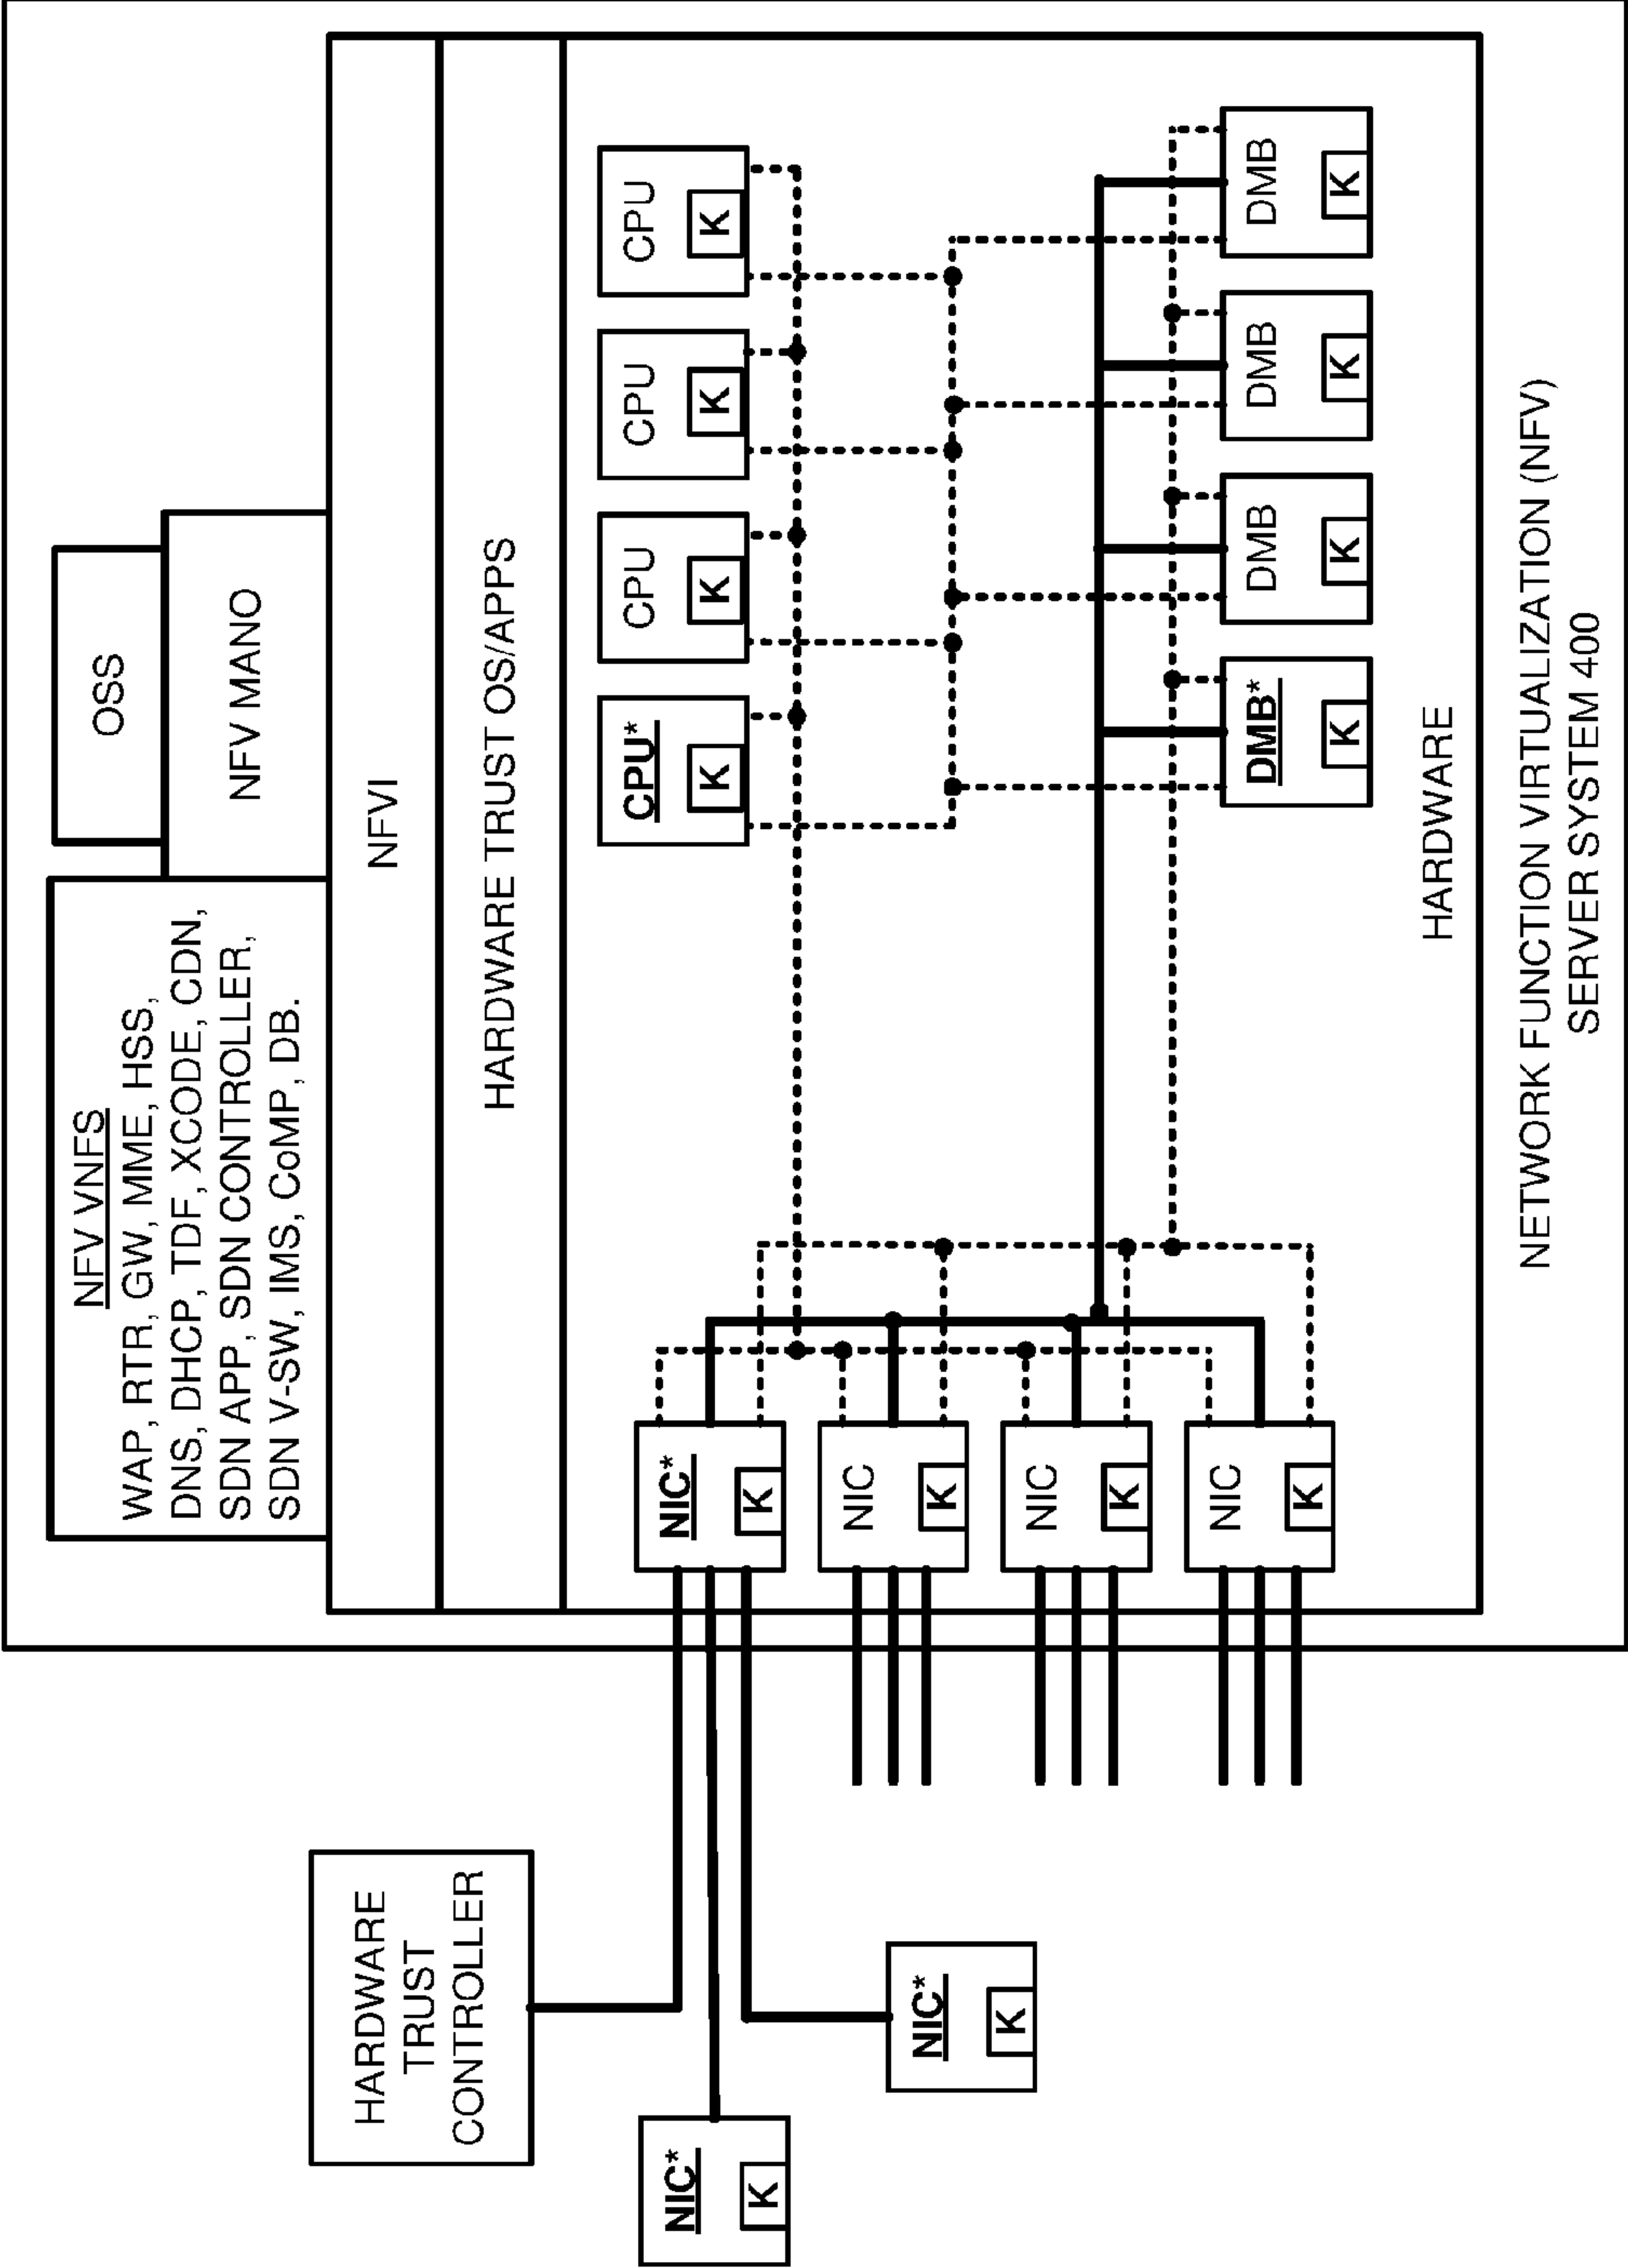 NFV VNFS
WAP, RTR, GW, MME, HSS,
DNS, DHCP, TDF, XCODE, CDN,
SDN APP, SDN CONTROLLER,
SDN V-SW, IMS, CoMP, DB.
OSS
NFV MANO
NFVI
HARDWARE TRUST OS/APPS
HARDWARE
TRUST
CONTROLLER
NIC*
K
NIC*
K
NIC*
K
NIC
K
NIC
K
NIC
K
CPU*
K
CPU
K
CPU
K
CPU
K
DMB*
K
DMB
K
DMB
K
DMB
K
HARDWARE
NETWORK FUNCTION VIRTUALIZATION (NFV)
SERVER SYSTEM 400